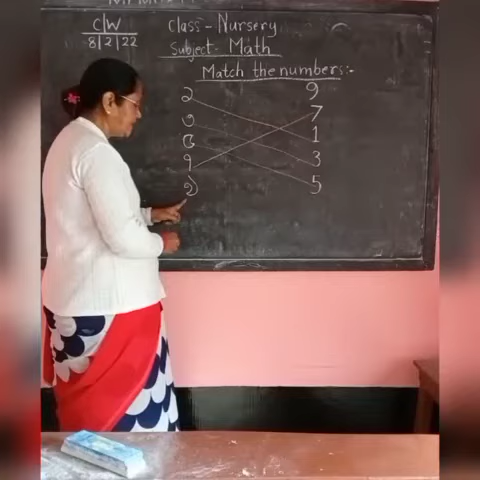 C/W
8|2|22
Class - Nursery
Subject - Math
Match the numbers:-
১ 9
৩ 7
৫ 1
৭ 3
৯ 5